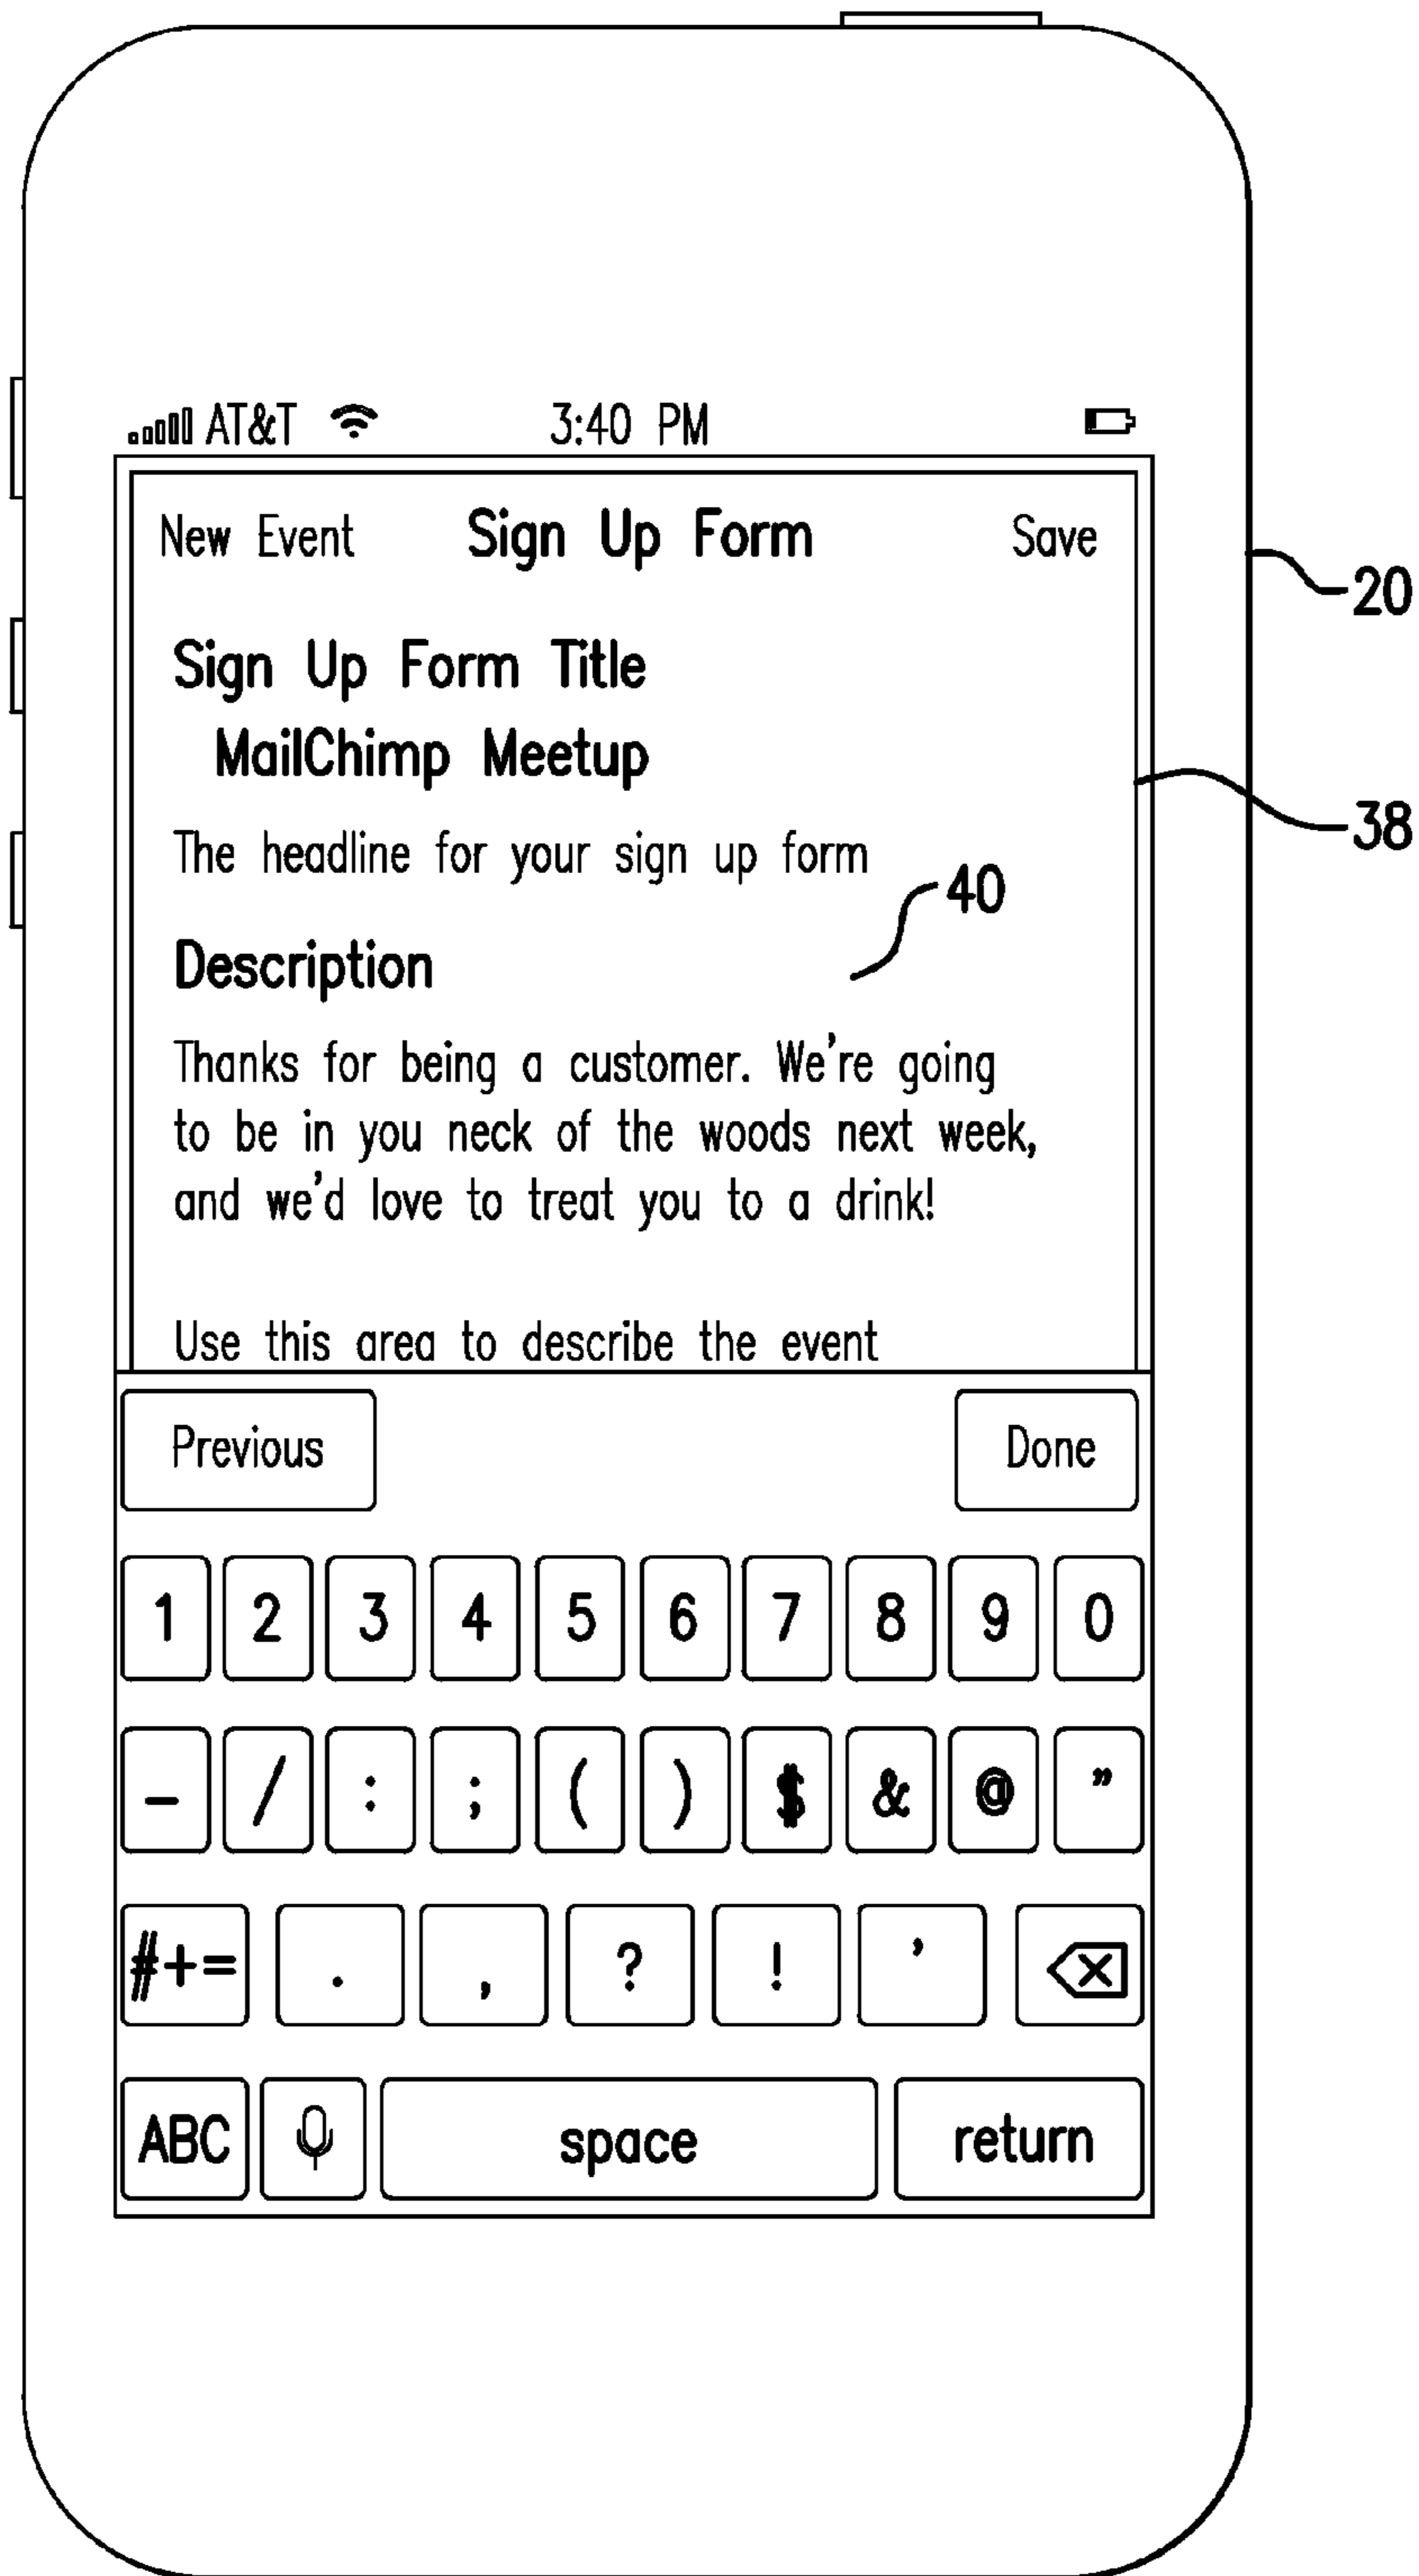 AT&T 3:40 PM
New Event Sign Up Form Save
20
Sign Up Form Title
MailChimp Meetup
38
The headline for your sign up form
40
Description
Thanks for being a customer. We're going
to be in you neck of the woods next week,
and we'd love to treat you to a drink!
Use this area to describe the event
Previous Done
1 2 3 4 5 6 7 8 9 0
– / : ; ( ) $ & @ ”
#+= . , ? ! ’
ABC space return